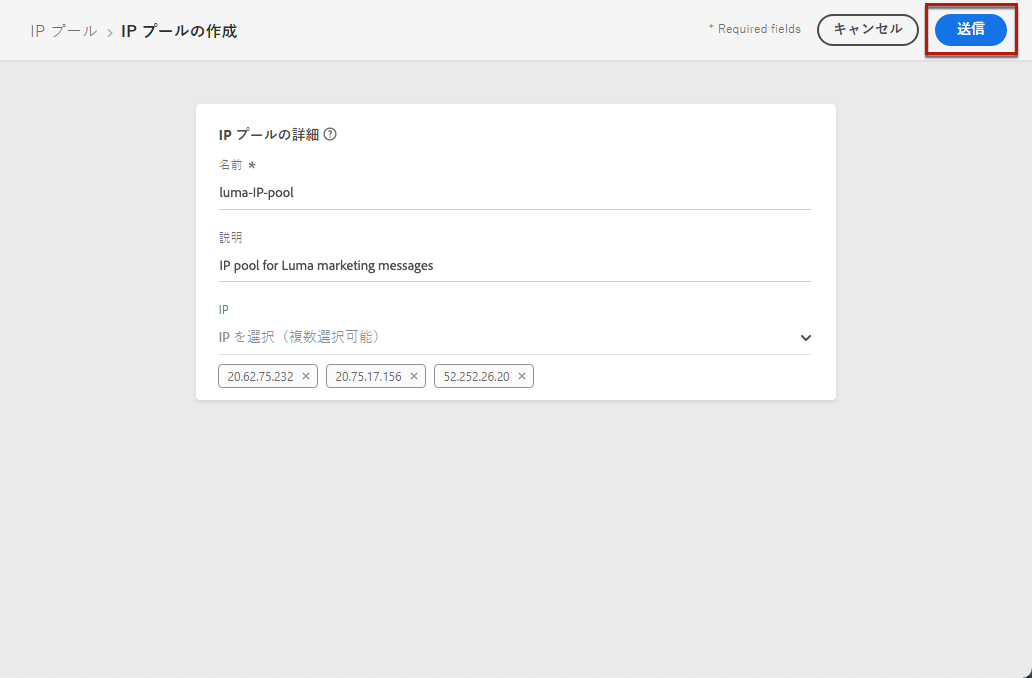 IP プール > IP プールの作成
* Required fields
キャンセル
送信
IP プールの詳細 ?
名前 *
luma-IP-pool
説明
IP pool for Luma marketing messages
IP
IP を選択（複数選択可能）
20.62.75.232 × 20.75.17.156 × 52.252.26.20 ×